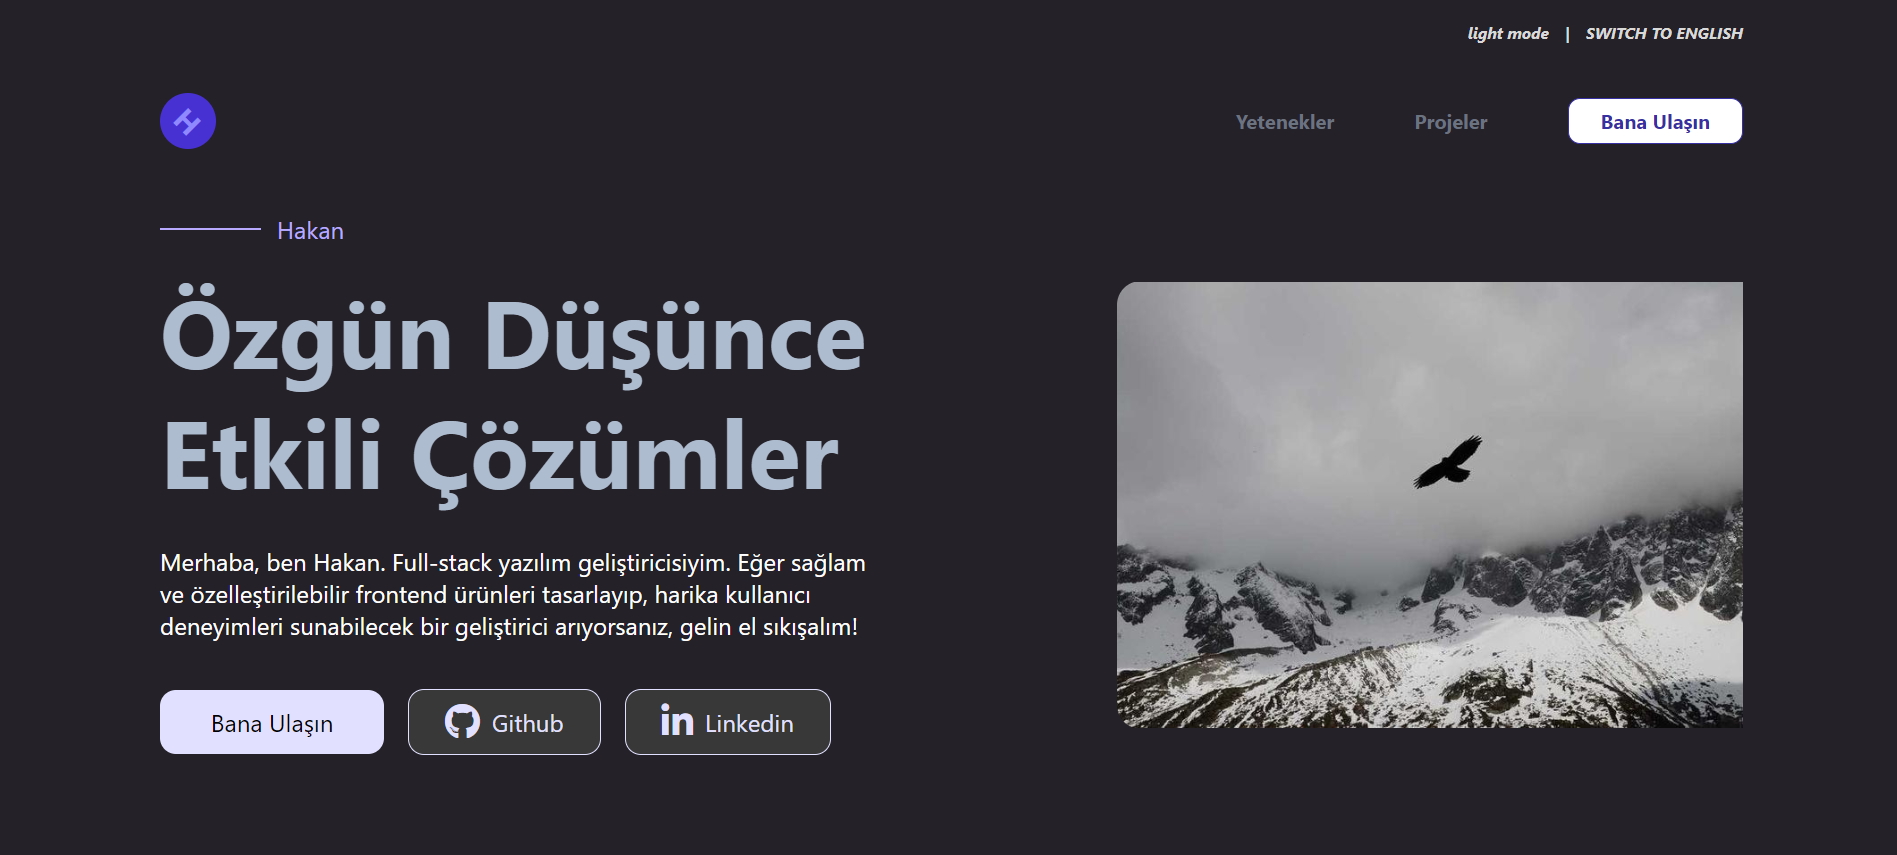 light mode | SWITCH TO ENGLISH
H
Yetenekler Projeler Bana Ulaşın
Hakan
Özgün Düşünce
Etkili Çözümler
Merhaba, ben Hakan. Full-stack yazılım geliştiricisiyim. Eğer sağlam
ve özelleştirilebilir frontend ürünleri tasarlayıp, harika kullanıcı
deneyimleri sunabilecek bir geliştirici arıyorsanız, gelin el sıkışalım!
Bana Ulaşın Github in Linkedin